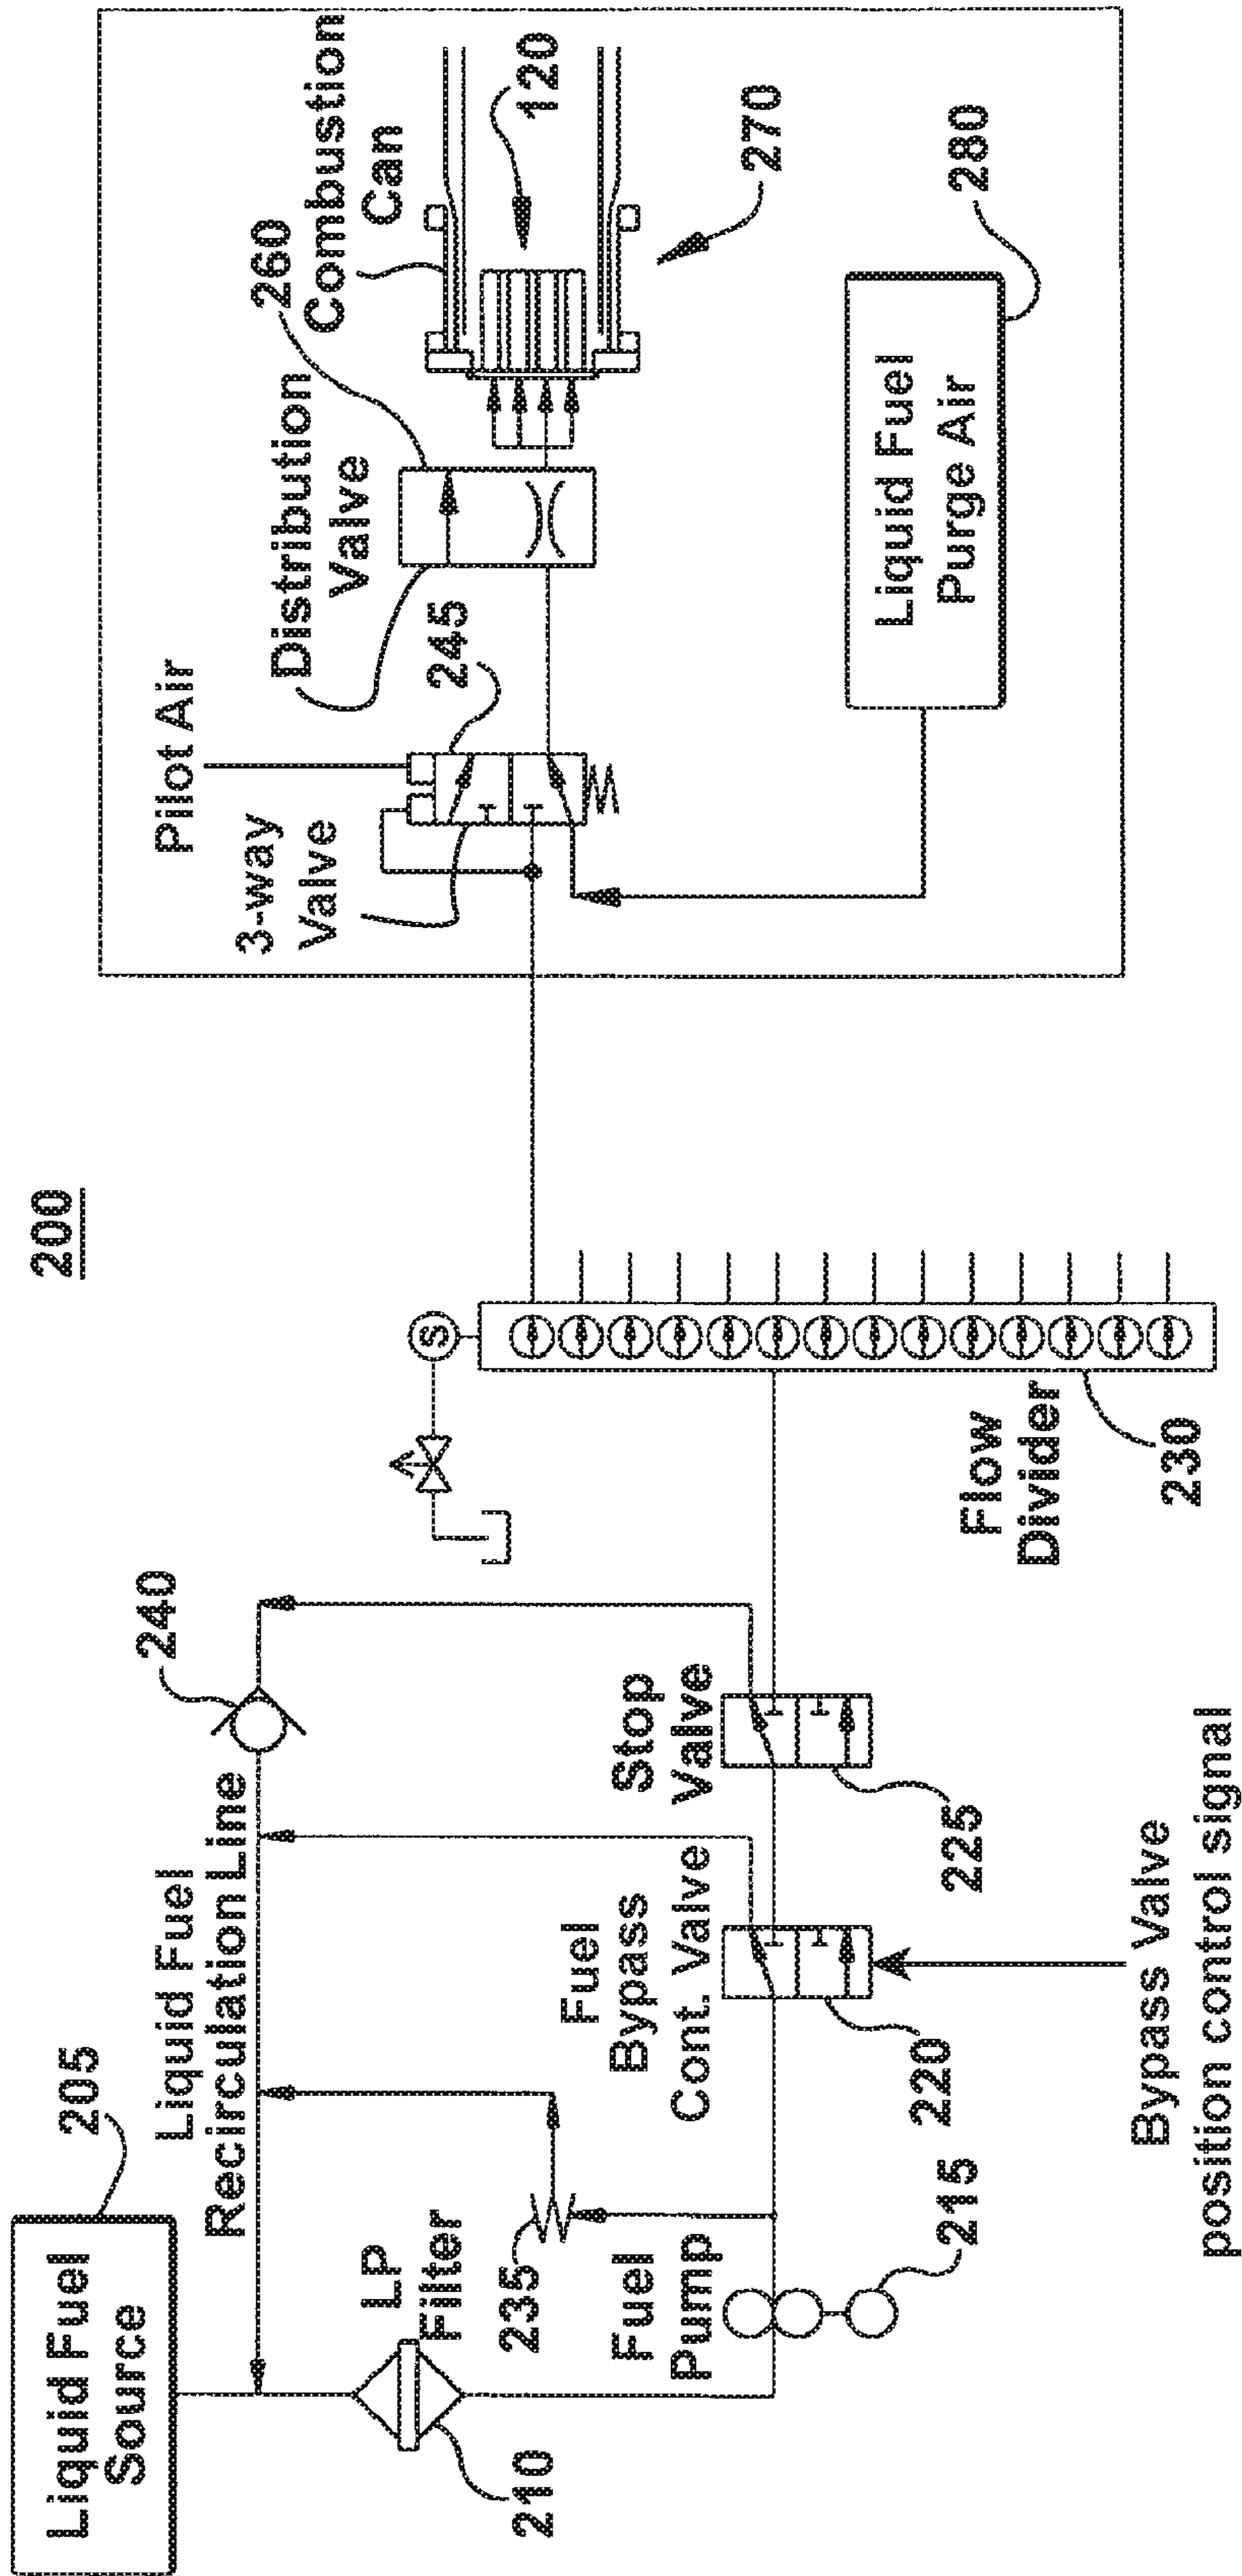 200
Liquid Fuel
Source
205
Liquid Fuel
RecirculationLine
240
LP
Filter
210
235
Fuel
Pump
215
Fuel
Bypass
Cont. Valve
220
Stop
Valve
225
Bypass Valve
position control signal
S
Flow
Divider
230
Pilot Air
3-way
Valve
245
Distribution
Valve
260
Combustion
Can
120
270
Liquid Fuel
Purge Air
280